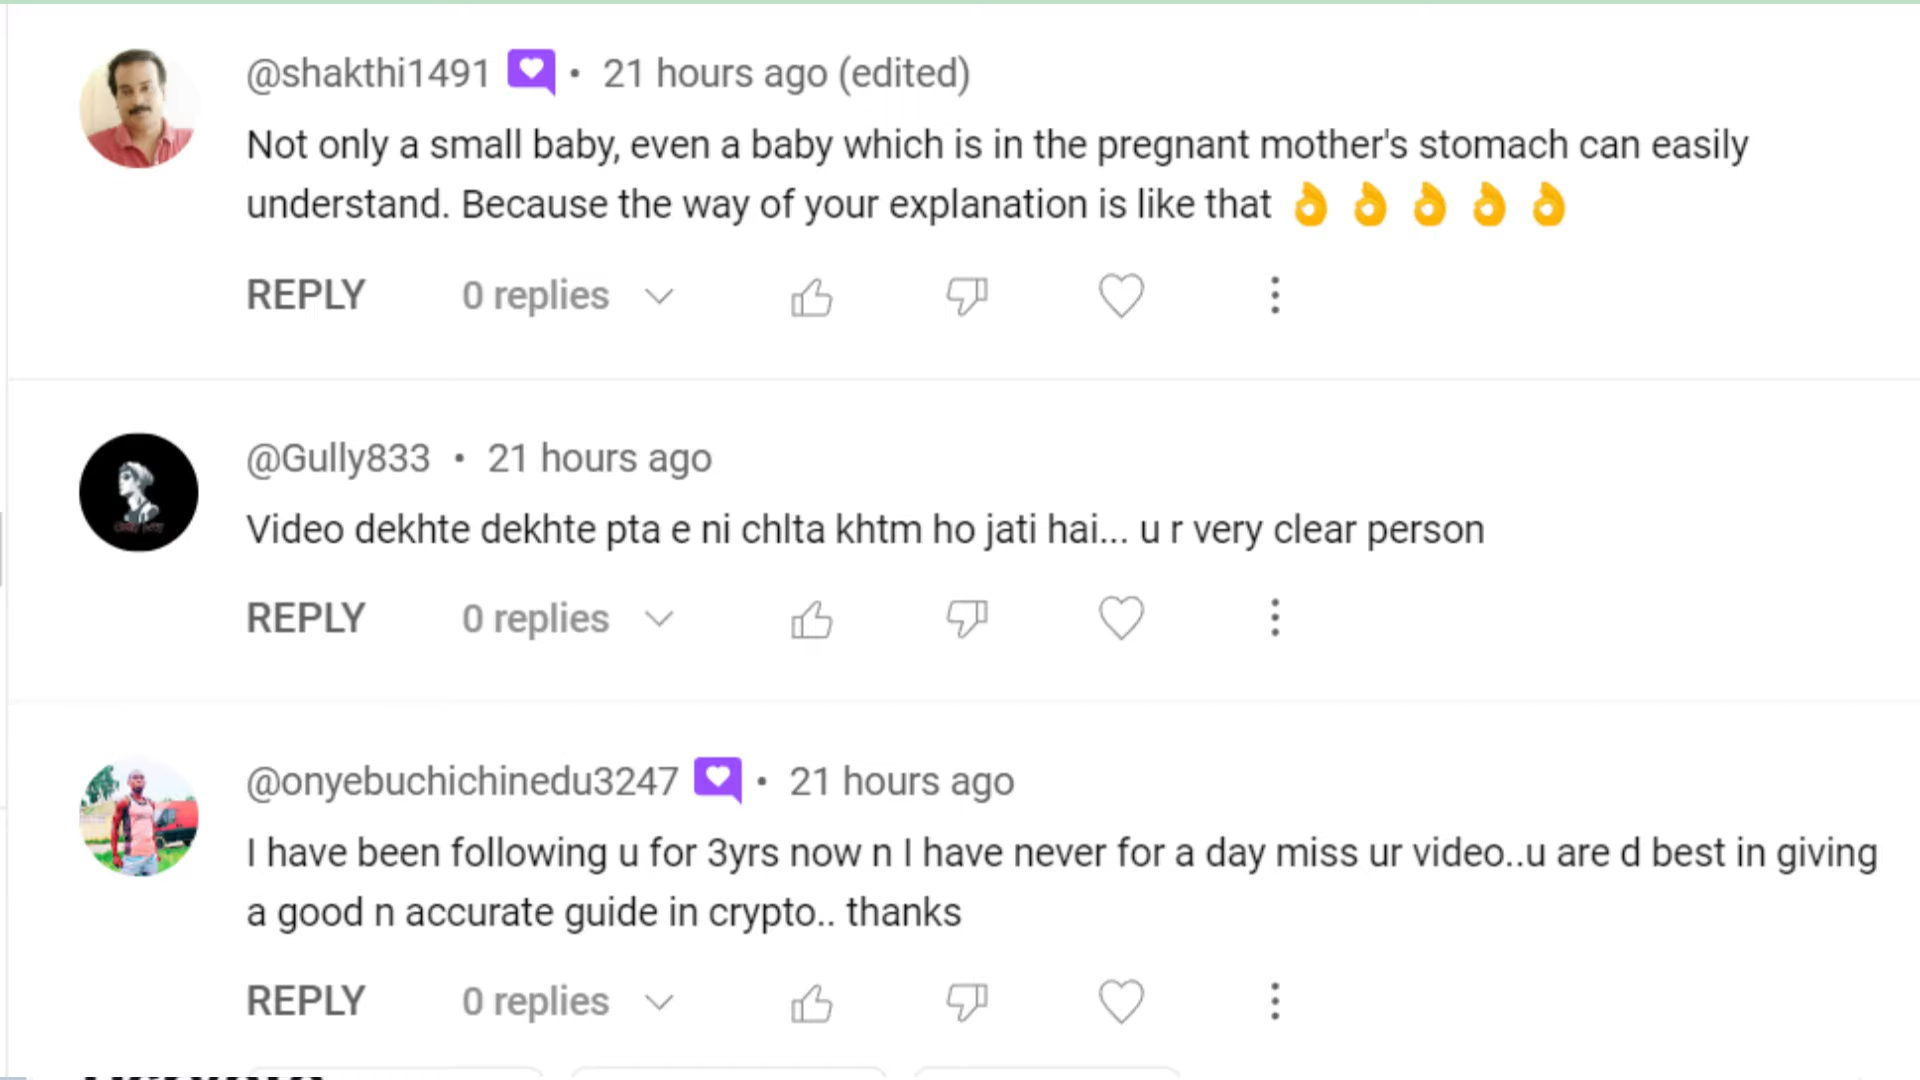 @shakthi1491 • 21 hours ago (edited)
Not only a small baby, even a baby which is in the pregnant mother's stomach can easily
understand. Because the way of your explanation is like that 👌 👌 👌 👌 👌
REPLY 0 replies
@Gully833 • 21 hours ago
Video dekhte dekhte pta e ni chlta khtm ho jati hai... u r very clear person
REPLY 0 replies
@onyebuchichinedu3247 • 21 hours ago
I have been following u for 3yrs now n I have never for a day miss ur video..u are d best in giving
a good n accurate guide in crypto.. thanks
REPLY 0 replies